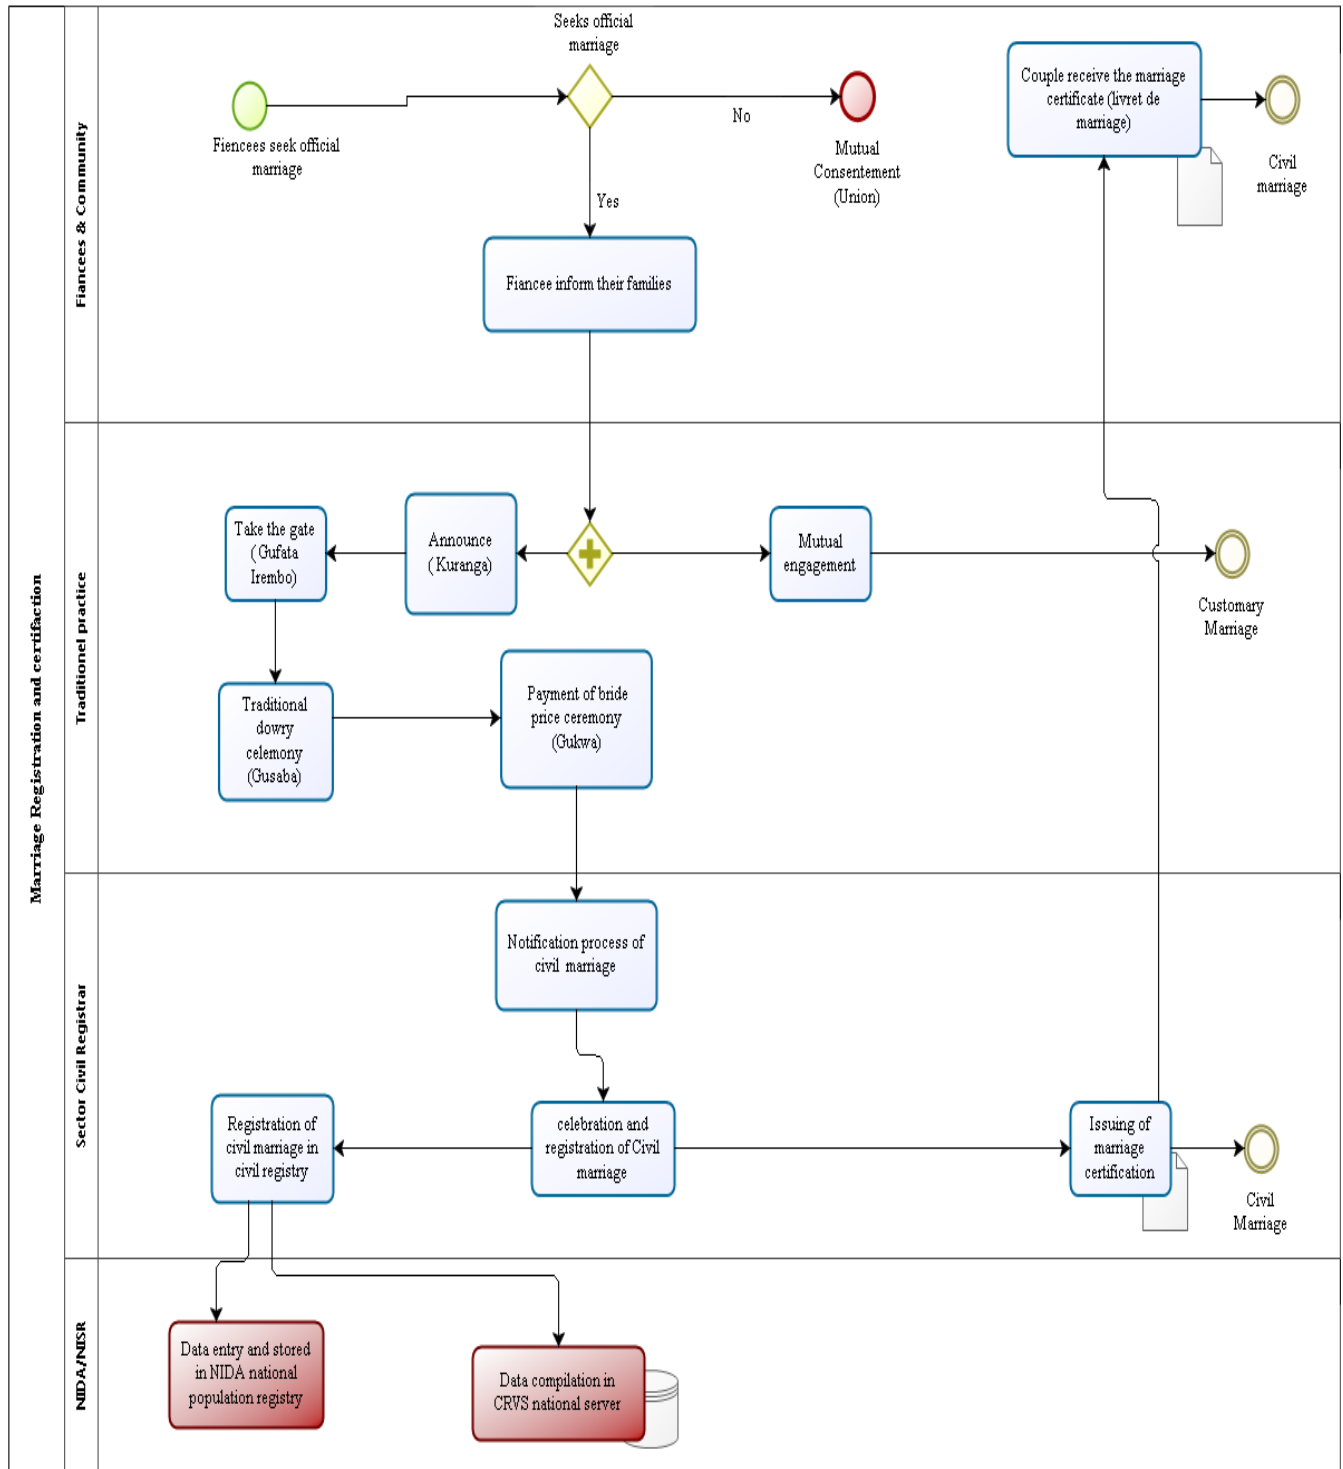 Marriage Registration and certifaction
Fiancees & Community
Seeks official
marriage
Fiencees seek official
marriage
No
Mutual
Consentement
(Union)
Yes
Fiancee inform their families
Couple receive the marriage
certificate (livret de
marriage)
Civil
marriage
Traditionel practice
Take the gate
( Gufata
Irembo)
Announce
( Kuranga)
Mutual
engagement
Customary
Marriage
Traditional
dowry
celemony
(Gusaba)
Payment of bride
price ceremony
(Gukwa)
Sector Civil Registrar
Notification process of
civil marriage
Registration of
civil marriage in
civil registry
celebration and
registration of Civil
marriage
Issuing of
marriage
certification
Civil
Marriage
NIDA/NISR
Data entry and stored
in NIDA national
population registry
Data compilation in
CRVS national server